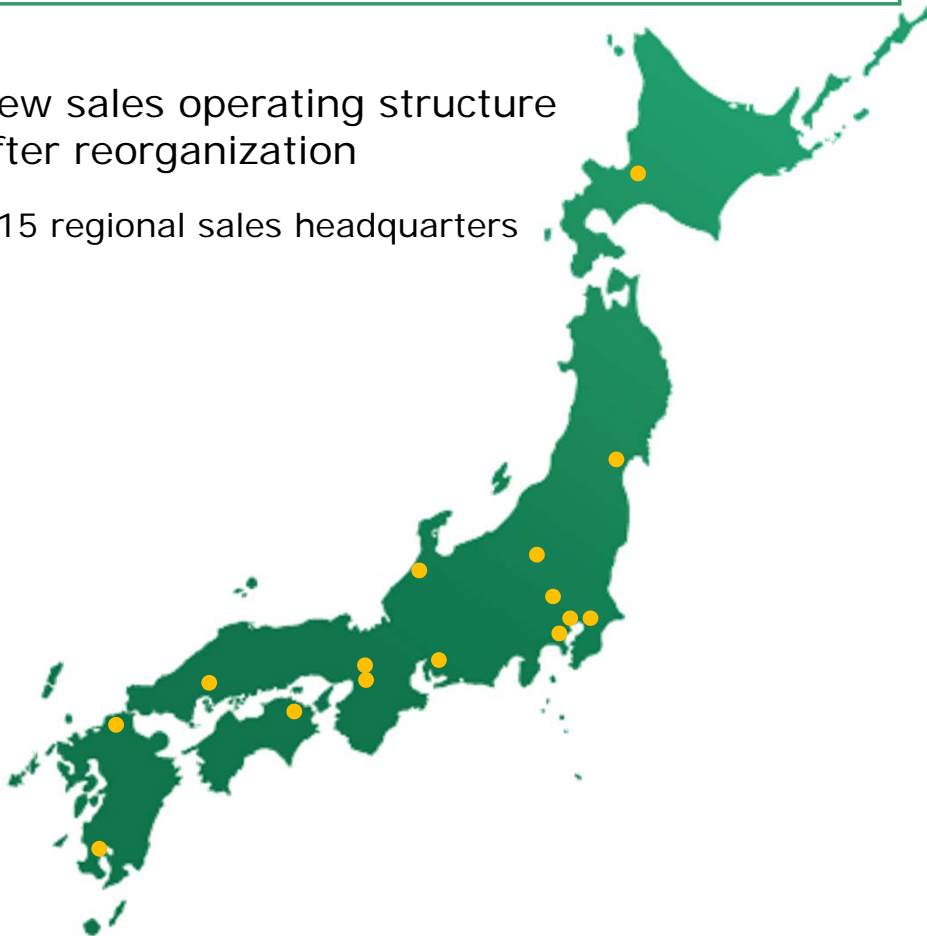 ew sales operating structure
fter reorganization
15 regional sales headquarters